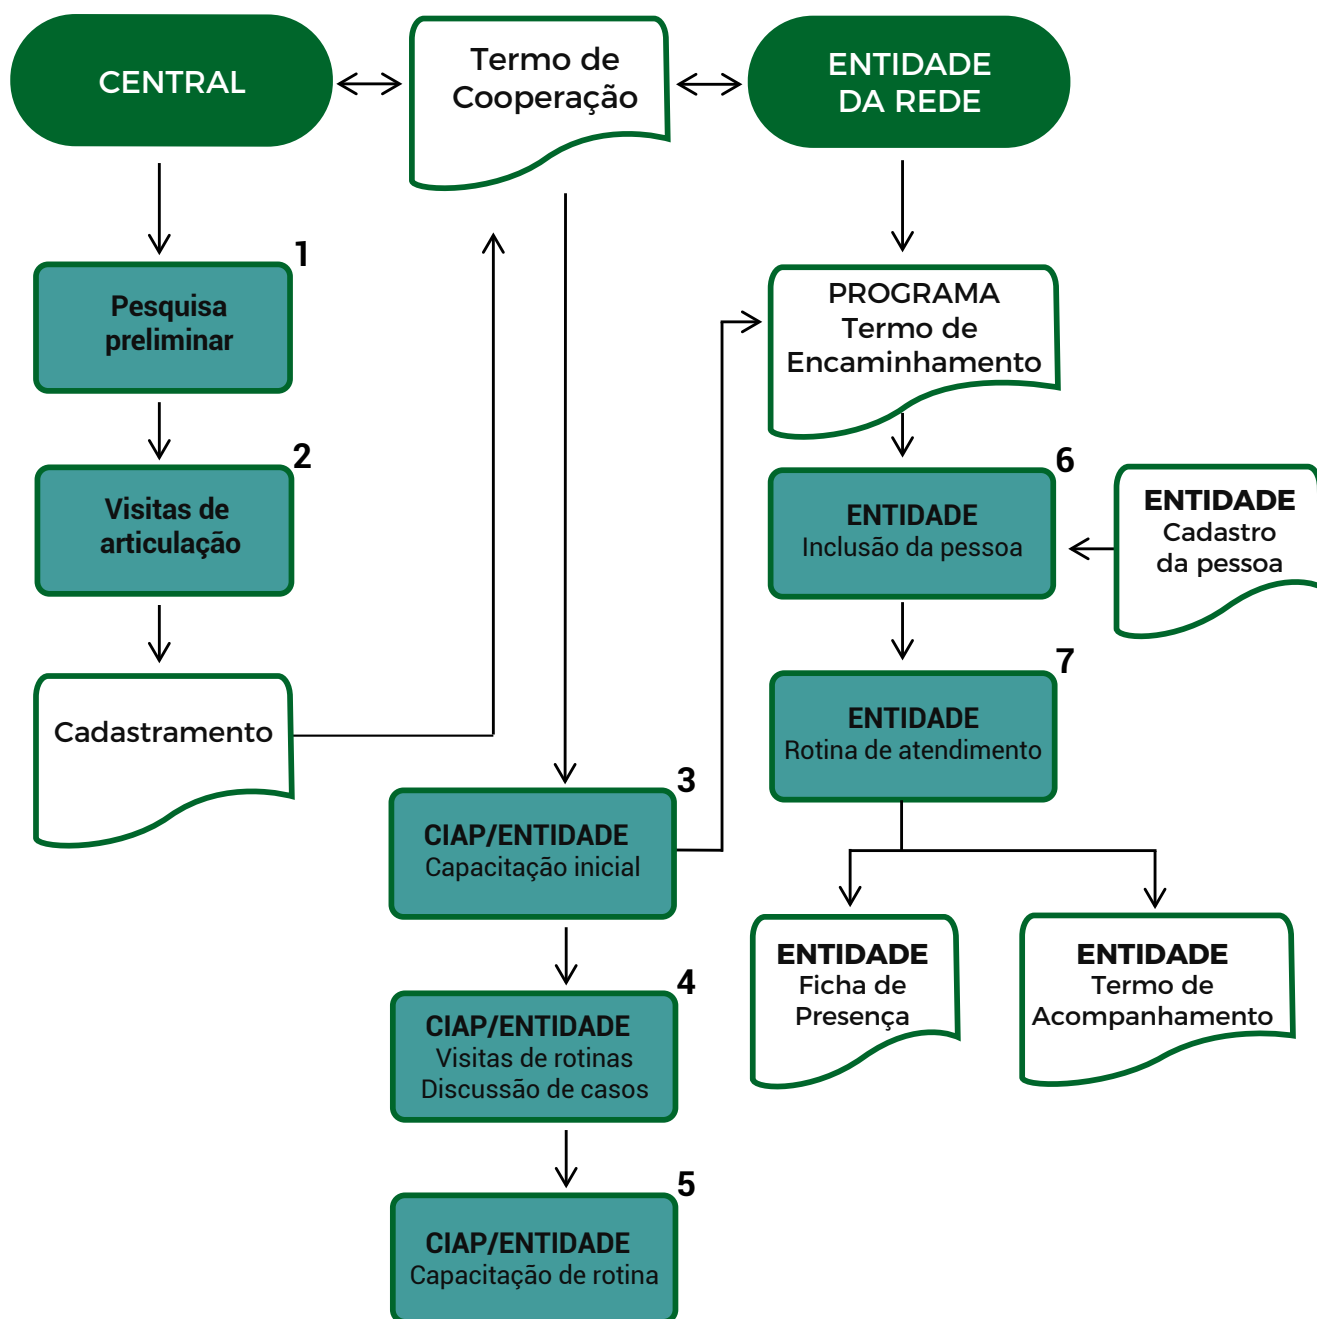 CENTRAL
Termo de
Cooperação
ENTIDADE
DA REDE
1
Pesquisa
preliminar
2
Visitas de
articulação
Cadastramento
3
CIAP/ENTIDADE
Capacitação inicial
4
CIAP/ENTIDADE
Visitas de rotinas
Discussão de casos
5
CIAP/ENTIDADE
Capacitação de rotina
PROGRAMA
Termo de
Encaminhamento
6
ENTIDADE
Inclusão da pessoa
ENTIDADE
Cadastro
da pessoa
7
ENTIDADE
Rotina de atendimento
ENTIDADE
Ficha de
Presença
ENTIDADE
Termo de
Acompanhamento